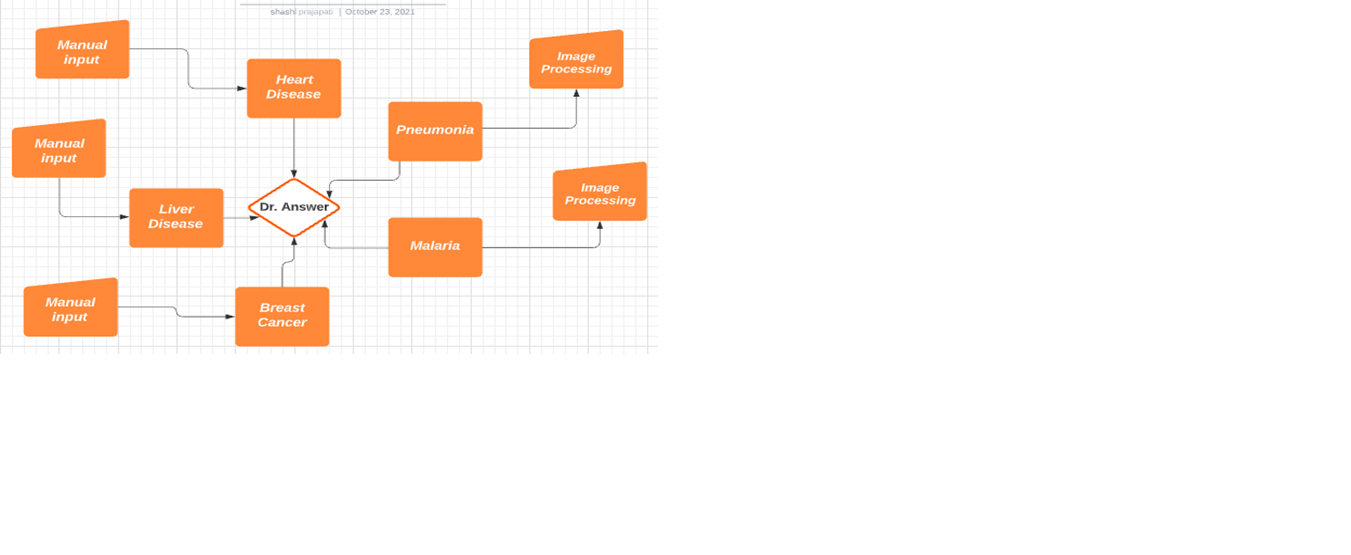 shashi prajapati | October 23, 2021
Manual
input
Heart
Disease
Image
Processing
Pneumonia
Manual
input
Liver
Disease
Dr. Answer
Image
Processing
Malaria
Manual
input
Breast
Cancer